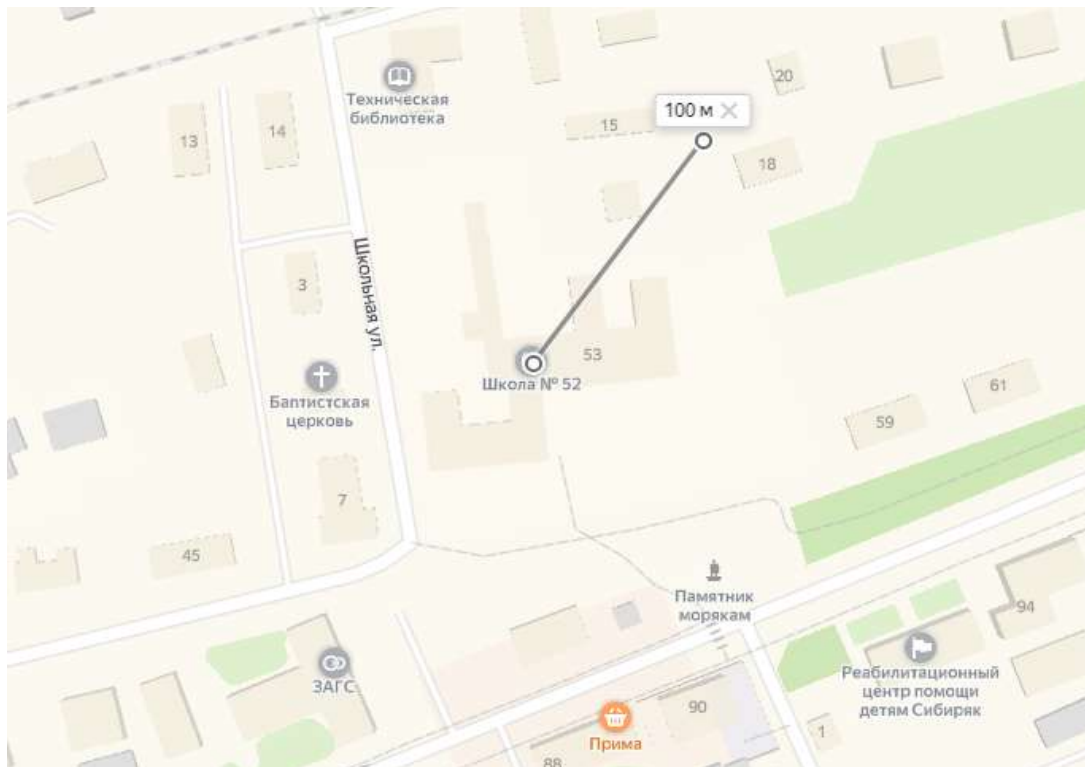 Техническая
библиотека
20
100 м
15
13
14
18
Школьная ул.
3
53
Школа № 52
Баптистская
церковь
61
59
7
45
Памятник
морякам
94
ЗАГС
Реабилитационный
центр помощи
детям Сибиряк
90
1
Прима
88